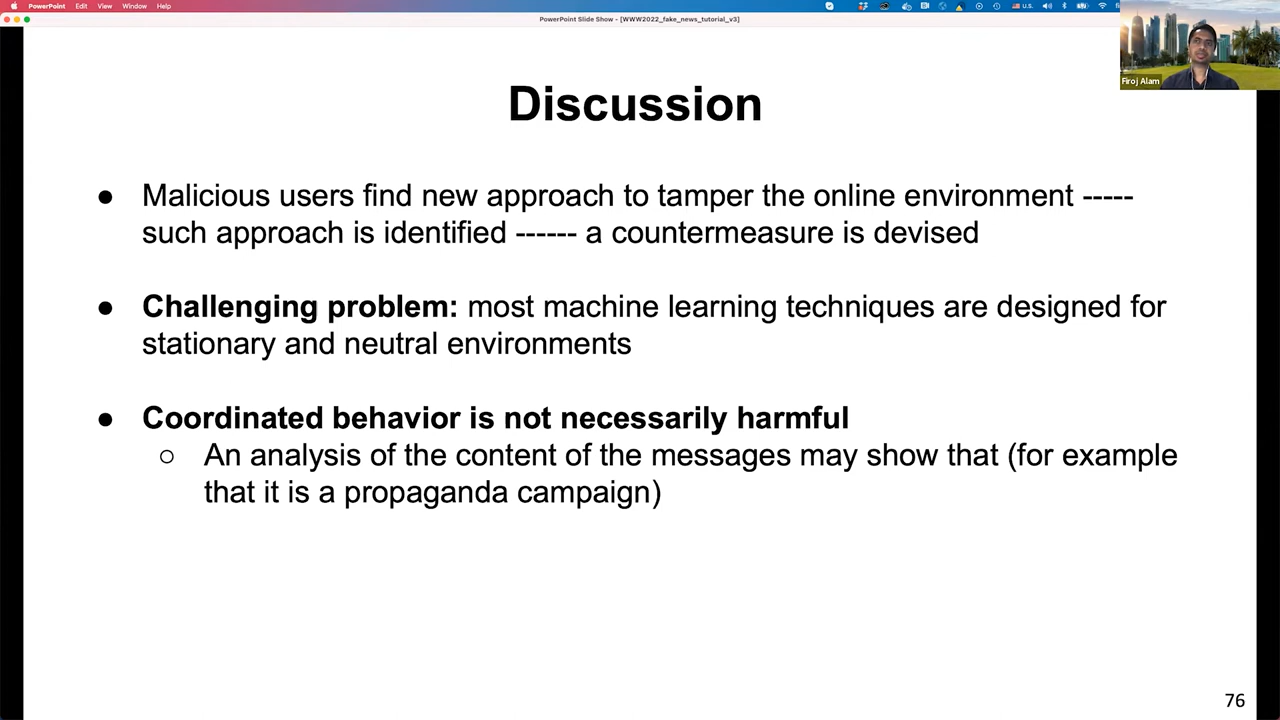 PowerPoint Edit View Window Help
U.S.
PowerPoint Slide Show - [WWW2022_fake_news_tutorial_v3]
Firoj Alam
Discussion
● Malicious users find new approach to tamper the online environment -----
such approach is identified ------ a countermeasure is devised
● Challenging problem: most machine learning techniques are designed for
stationary and neutral environments
● Coordinated behavior is not necessarily harmful
○ An analysis of the content of the messages may show that (for example
that it is a propaganda campaign)
76